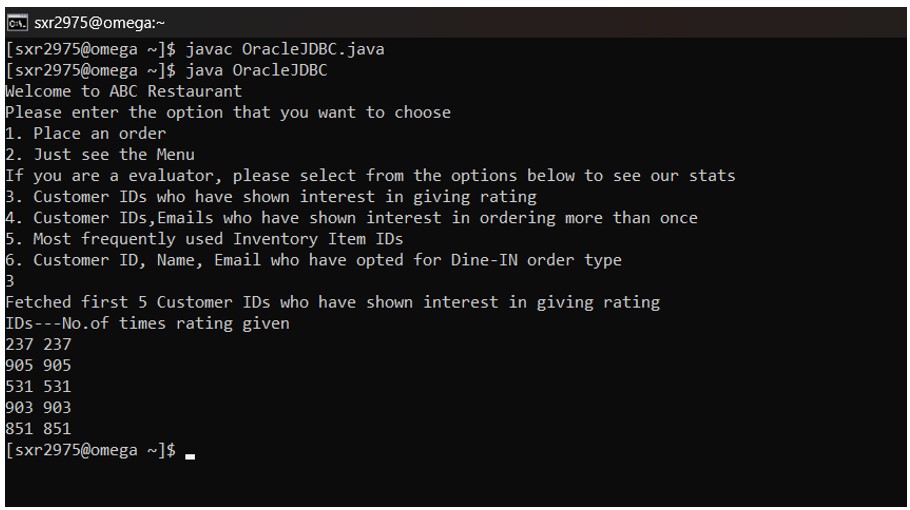 sxr2975@omega:~
[sxr2975@omega ~]$ javac OracleJDBC.java
[sxr2975@omega ~]$ java OracleJDBC
Welcome to ABC Restaurant
Please enter the option that you want to choose
1. Place an order
2. Just see the Menu
If you are a evaluator, please select from the options below to see our stats
3. Customer IDs who have shown interest in giving rating
4. Customer IDs,Emails who have shown interest in ordering more than once
5. Most frequently used Inventory Item IDs
6. Customer ID, Name, Email who have opted for Dine-IN order type
3
Fetched first 5 Customer IDs who have shown interest in giving rating
IDs---No.of times rating given
237 237
905 905
531 531
903 903
851 851
[sxr2975@omega ~]$